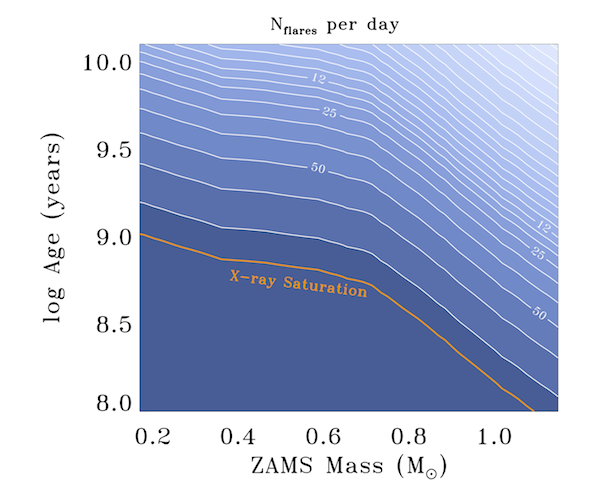 N_flares per day
10.0
12
25
9.5
50
log Age (years)
9.0
12
25
X-ray Saturation
50
8.5
8.0
0.2 0.4 0.6 0.8 1.0
ZAMS Mass (M⊙)